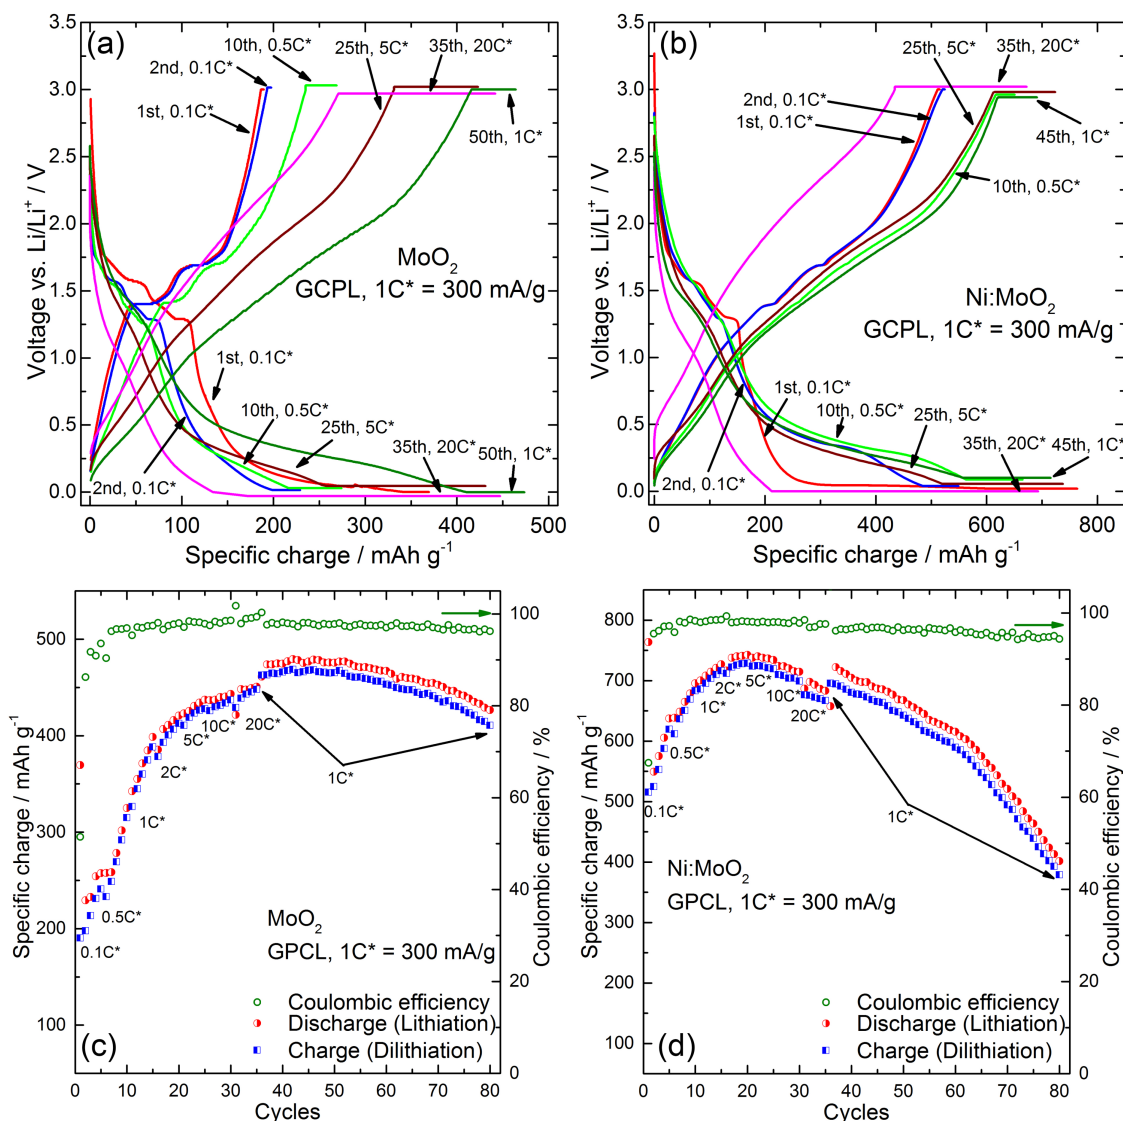 (a)
10th, 0.5C*
25th, 5C*
35th, 20C*
2nd, 0.1C*
1st, 0.1C*
50th, 1C*
MoO2
GCPL, 1C* = 300 mA/g
1st, 0.1C*
10th, 0.5C*
25th, 5C*
35th, 20C*
50th, 1C*
2nd, 0.1C*
3.5
3.0
2.5
2.0
1.5
1.0
0.5
0.0
Voltage vs. Li/Li+ / V
0
100
200
300
400
500
Specific charge / mAh g-1
(b)
25th, 5C*
35th, 20C*
2nd, 0.1C*
1st, 0.1C*
45th, 1C*
10th, 0.5C*
Ni:MoO2
GCPL, 1C* = 300 mA/g
1st, 0.1C*
10th, 0.5C*
35th, 20C*
45th, 1C*
25th, 5C*
2nd, 0.1C*
3.5
3.0
2.5
2.0
1.5
1.0
0.5
0.0
Voltage vs. Li/Li+ / V
0
200
400
600
800
Specific charge / mAh g-1
500
400
300
200
100
Specific charge / mAh g-1
100
80
60
40
20
0
Coulombic efficiency / %
0.1C*
0.5C*
1C*
2C*
5C*
10C*
20C*
1C*
MoO2
GPCL, 1C* = 300 mA/g
Coulombic efficiency
Discharge (Lithiation)
Charge (Dilithiation)
(c)
0
10
20
30
40
50
60
70
80
Cycles
800
700
600
500
400
300
200
100
Specific charge / mAh g-1
100
80
60
40
20
0
Coulombic efficiency / %
0.1C*
0.5C*
1C*
2C*
5C*
10C*
20C*
1C*
Ni:MoO2
GPCL, 1C* = 300 mA/g
Coulombic efficiency
Discharge (Lithiation)
Charge (Dilithiation)
(d)
0
10
20
30
40
50
60
70
80
Cycles